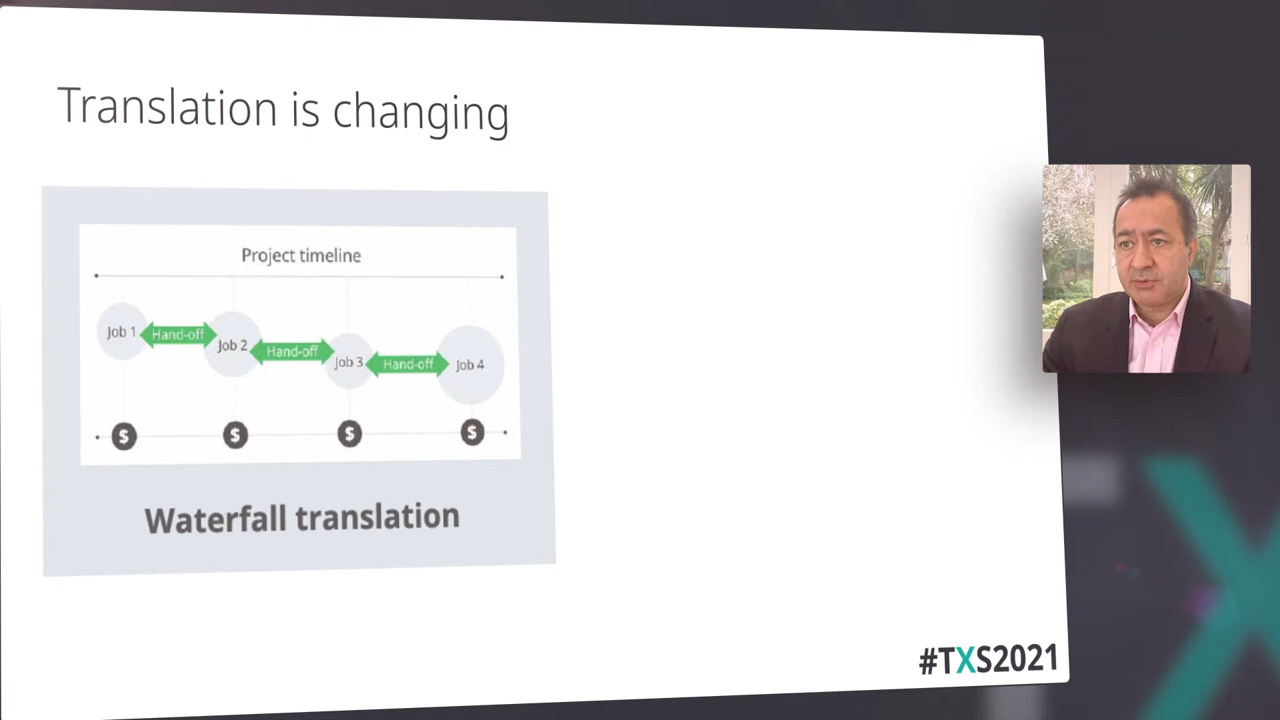 Translation is changing
Project timeline
Job 1
Hand-off
Job 2
Hand-off
Job 3
Hand-off
Job 4
$ $ $ $
Waterfall translation
#TXS2021
TX